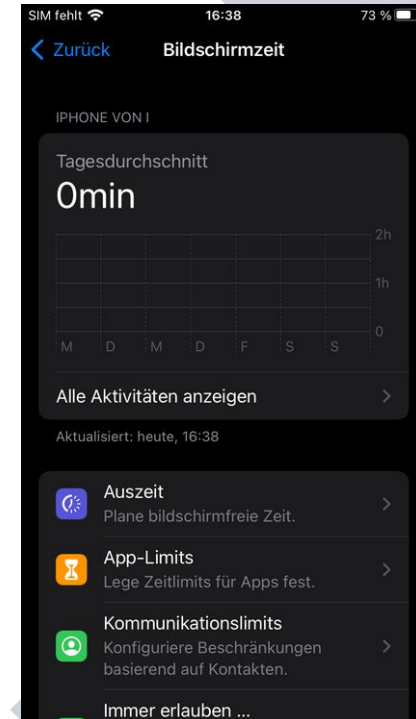 SIM fehlt 16:38 73 %
Zurück Bildschirmzeit
IPHONE VON I
Tagesdurchschnitt
0min
2h
1h
0
M D M D F S S
Alle Aktivitäten anzeigen
Aktualisiert: heute, 16:38
Auszeit
Plane bildschirmfreie Zeit.
App-Limits
Lege Zeitlimits für Apps fest.
Kommunikationslimits
Konfiguriere Beschränkungen
basierend auf Kontakten.
Immer erlauben ...